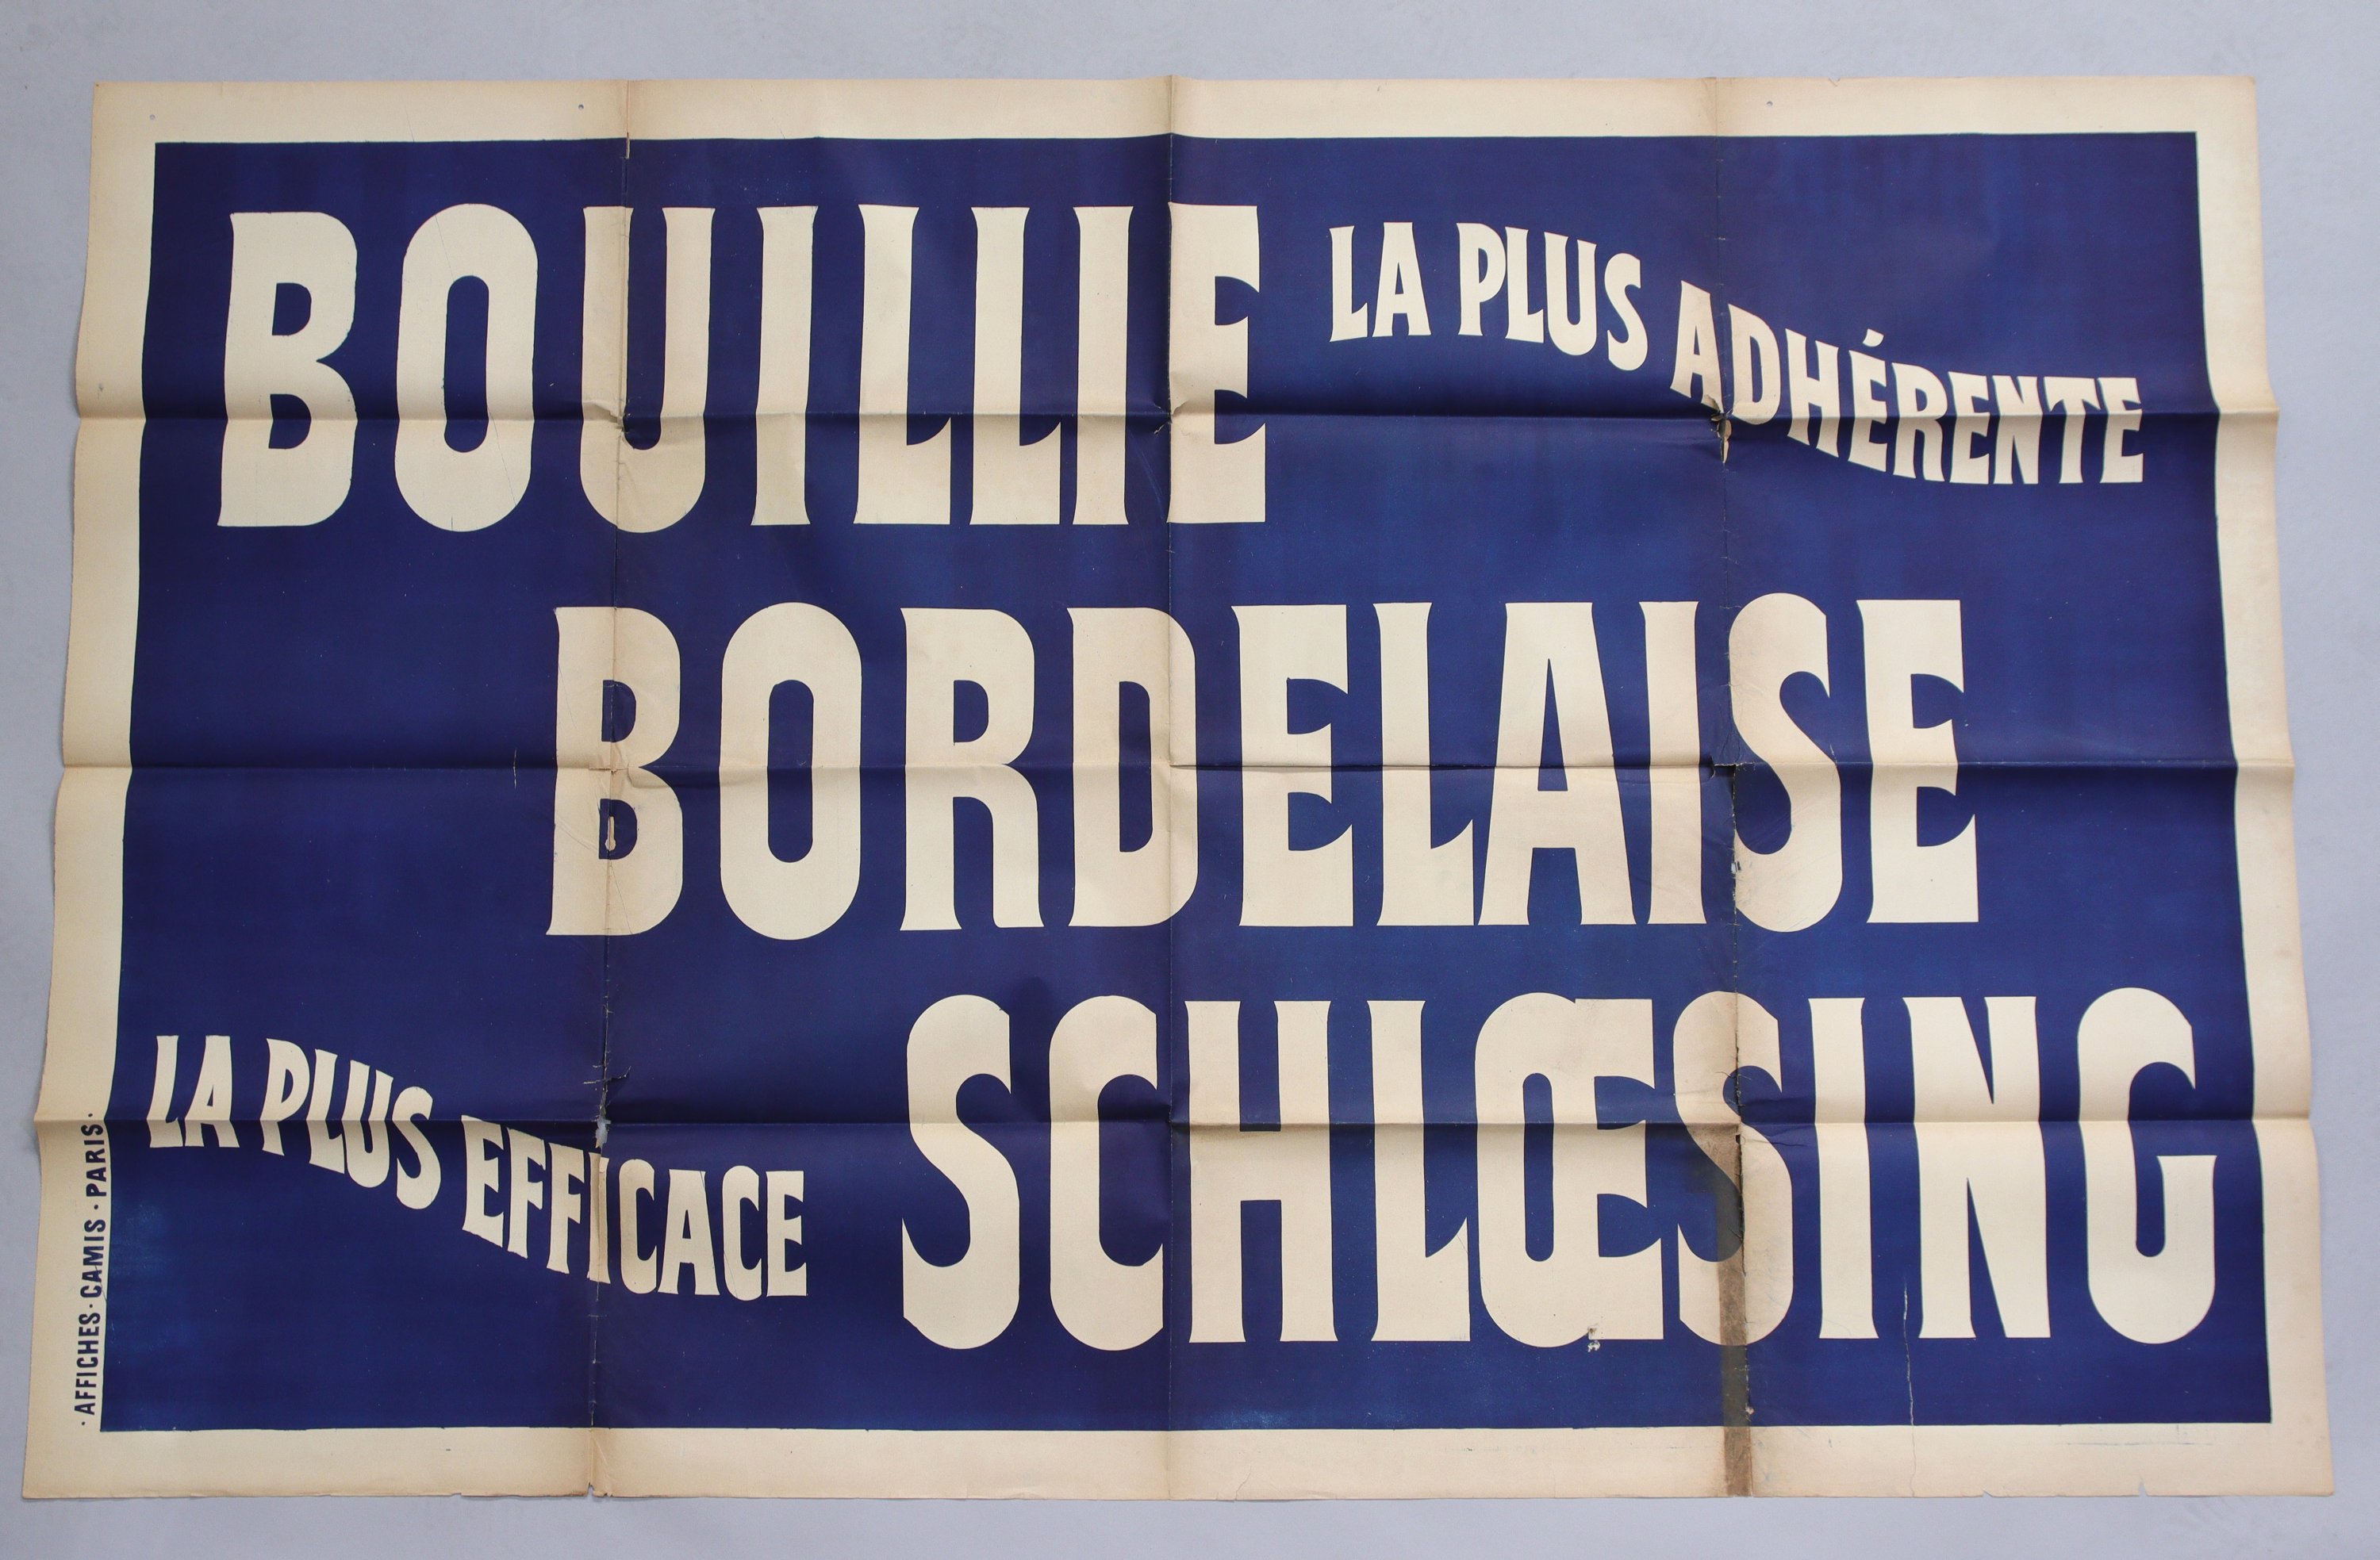 BOUILLIE
LA PLUS ADHÉRENTE
BORDELAISE
LA PLUS EFFICACE
SCHLŒSING
· AFFICHES · CAMIS · PARIS ·